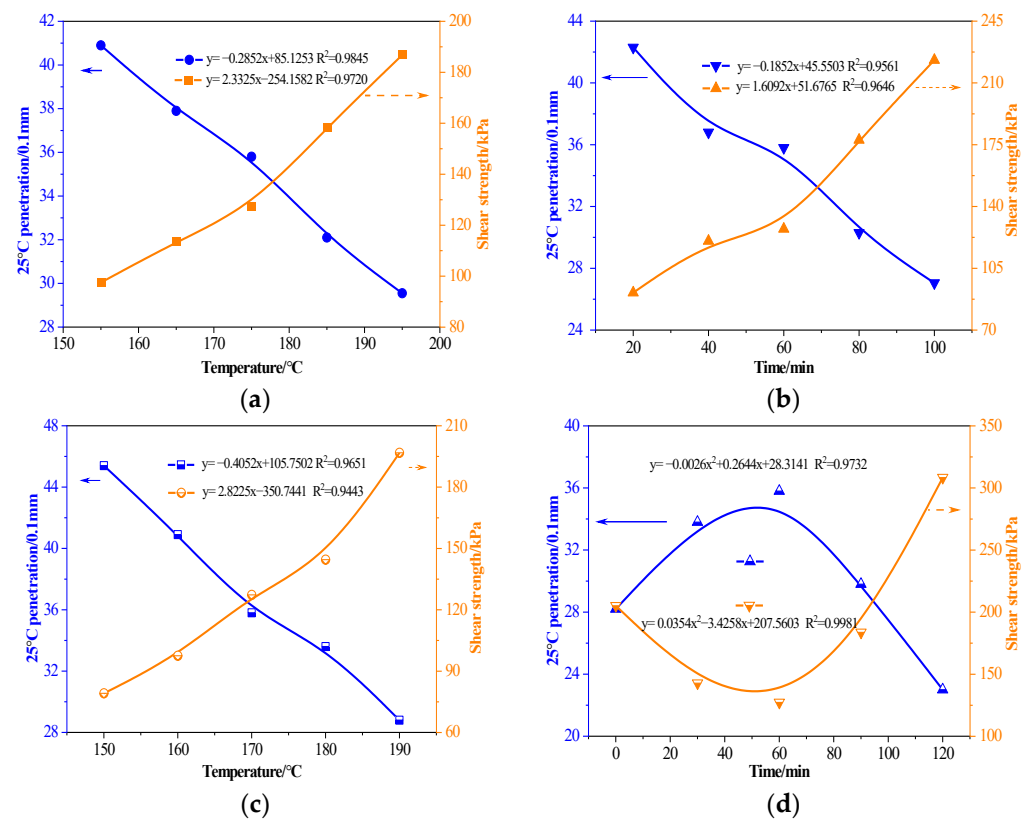 44
42
40
38
36
34
32
30
28
25°C penetration/0.1mm
y= −0.2852x+85.1253 R²=0.9845
y= 2.3325x−254.1582 R²=0.9720
200
180
160
140
120
100
80
Shear strength/kPa
150 160 170 180 190 200
Temperature/°C
(a)
44
40
36
32
28
24
25°C penetration/0.1mm
y= −0.1852x+45.5503 R²=0.9561
y= 1.6092x+51.6765 R²=0.9646
245
210
175
140
105
70
Shear strength/kPa
20 40 60 80 100
Time/min
(b)
48
44
40
36
32
28
25°C penetration/0.1mm
y= −0.4052x+105.7502 R²=0.9651
y= 2.8225x−350.7441 R²=0.9443
210
180
150
120
90
60
Shear strength/kPa
150 160 170 180 190
Temperature/°C
(c)
40
36
32
28
24
20
25°C penetration/0.1mm
y= −0.0026x²+0.2644x+28.3141 R²=0.9732
y= 0.0354x²−3.4258x+207.5603 R²=0.9981
350
300
250
200
150
100
Shear strength/kPa
0 20 40 60 80 100 120
Time/min
(d)